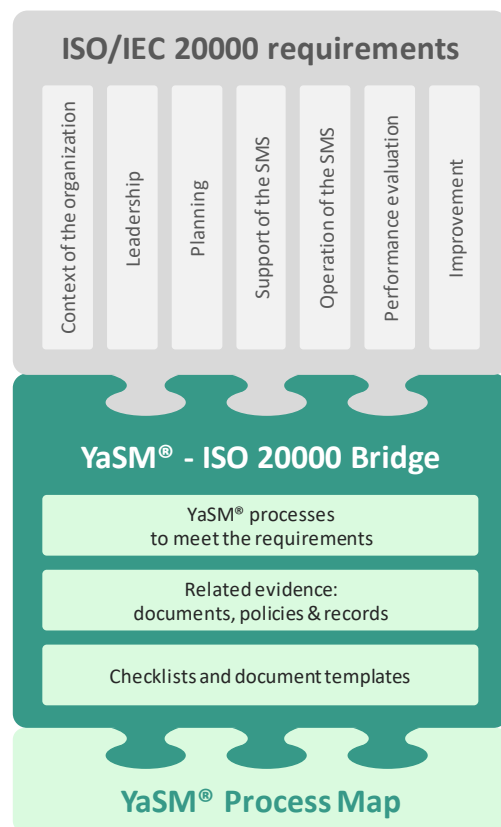 ISO/IEC 20000 requirements
Context of the organization
Leadership
Planning
Support of the SMS
Operation of the SMS
Performance evaluation
Improvement
YaSM® - ISO 20000 Bridge
YaSM® processes
to meet the requirements
Related evidence:
documents, policies & records
Checklists and document templates
YaSM® Process Map